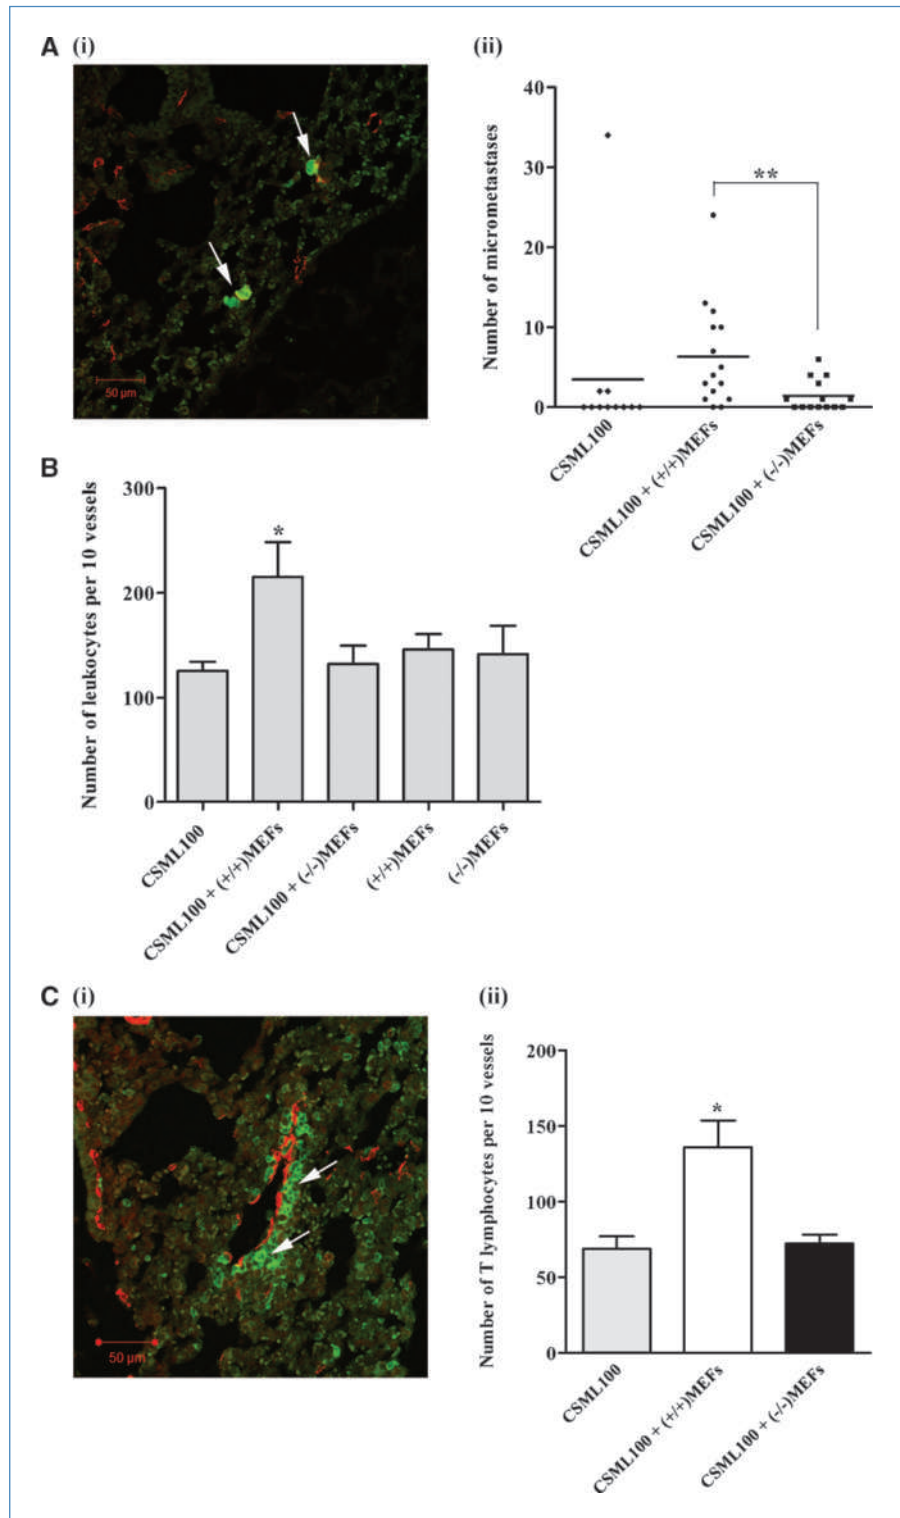 A (i)
(ii)
50 µm
Number of micrometastases
40
30
20
10
0
**
CSML100
CSML100 + (+/+)MEFs
CSML100 + (-/-)MEFs
B
Number of leukocytes per 10 vessels
300
200
100
0
*
CSML100
CSML100 + (+/+)MEFs
CSML100 + (-/-)MEFs
(+/+)MEFs
(-/-)MEFs
C (i)
(ii)
50 µm
Number of T lymphocytes per 10 vessels
200
150
100
50
0
*
CSML100
CSML100 + (+/+)MEFs
CSML100 + (-/-)MEFs